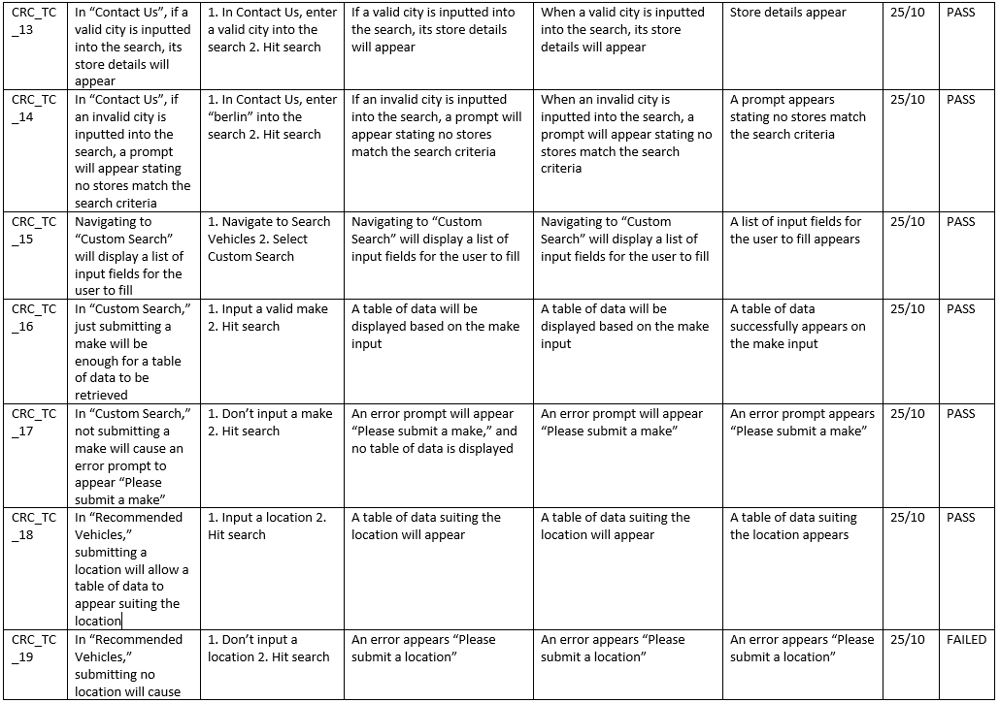 CRC_TC
_13
In “Contact Us”, if a
valid city is inputted
into the search, its
store details will
appear
1. In Contact Us, enter
a valid city into the
search 2. Hit search
If a valid city is inputted
into the search, its store
details will appear
When a valid city is
inputted into the search, its
store details will appear
Store details appear
25/10
PASS
CRC_TC
_14
In “Contact Us”, if
an invalid city is
inputted into the
search, a prompt
will appear stating
no stores match the
search criteria
1. In Contact Us, enter
“berlin” into the
search 2. Hit search
If an invalid city is inputted
into the search, a prompt will
appear stating no stores
match the search criteria
When an invalid city is
inputted into the search, a
prompt will appear stating no
stores match the search
criteria
A prompt appears
stating no stores match
the search criteria
25/10
PASS
CRC_TC
_15
Navigating to
“Custom Search”
will display a list of
input fields for the
user to fill
1. Navigate to Search
Vehicles 2. Select
Custom Search
Navigating to “Custom
Search” will display a list of
input fields for the user to fill
Navigating to “Custom
Search” will display a list of
input fields for the user to fill
A list of input fields for
the user to fill appears
25/10
PASS
CRC_TC
_16
In “Custom Search,”
just submitting a
make will be
enough for a table
of data to be
retrieved
1. Input a valid make
2. Hit search
A table of data will be
displayed based on the make
input
A table of data will be
displayed based on the make
input
A table of data
successfully appears on
the make input
25/10
PASS
CRC_TC
_17
In “Custom Search,”
not submitting a
make will cause an
error prompt to
appear “Please
submit a make”
1. Don’t input a make
2. Hit search
An error prompt will appear
“Please submit a make,” and
no table of data is displayed
An error prompt will appear
“Please submit a make”
An error prompt appears
“Please submit a make”
25/10
PASS
CRC_TC
_18
In “Recommended
Vehicles,”
submitting a
location will allow a
table of data to
appear suiting the
location
1. Input a location 2.
Hit search
A table of data suiting the
location will appear
A table of data suiting the
location will appear
A table of data suiting
the location appears
25/10
PASS
CRC_TC
_19
In “Recommended
Vehicles,”
submitting no
location will cause
1. Don’t input a
location 2. Hit search
An error appears “Please
submit a location”
An error appears “Please
submit a location”
An error appears “Please
submit a location”
25/10
FAILED